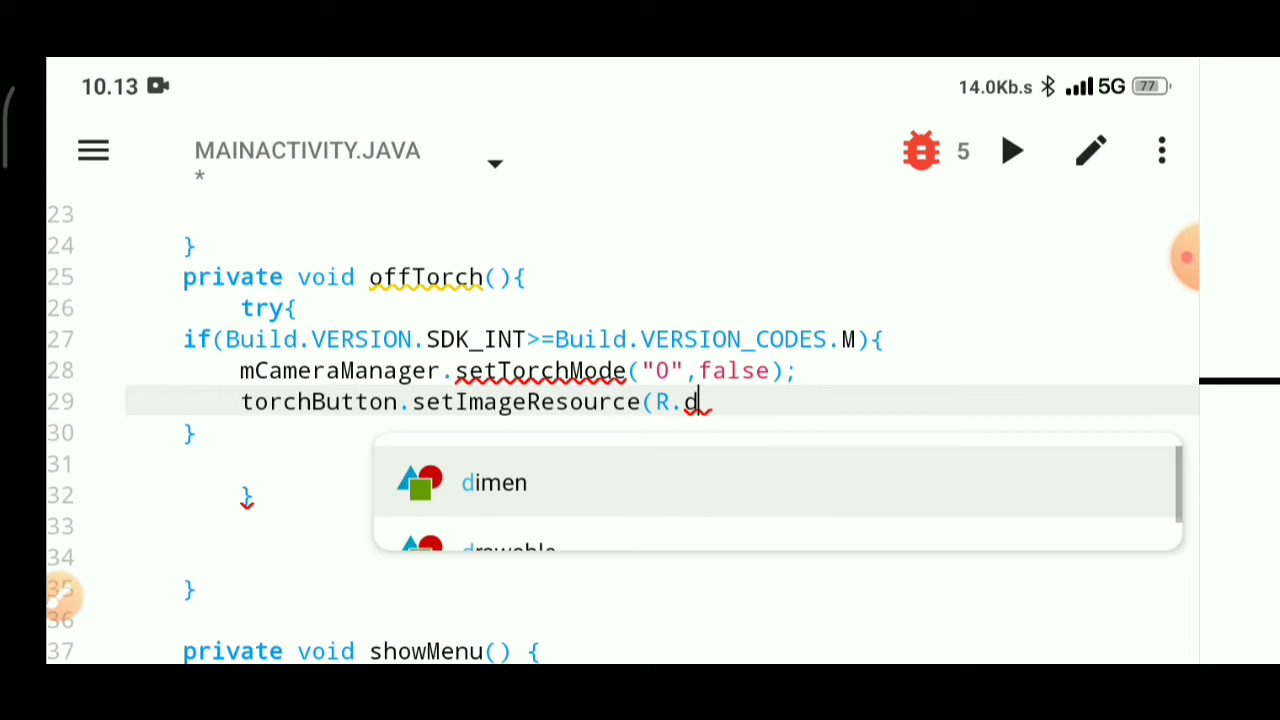 10.13
14.0Kb.s 5G 77
MAINACTIVITY.JAVA
*
5
23
24 }
25 private void offTorch(){
26 try{
27 if(Build.VERSION.SDK_INT>=Build.VERSION_CODES.M){
28 mCameraManager.setTorchMode("0",false);
29 torchButton.setImageResource(R.d
30 }
31
dimen
32 }
33
drawable
34
35 }
36
37 private void showMenu() {